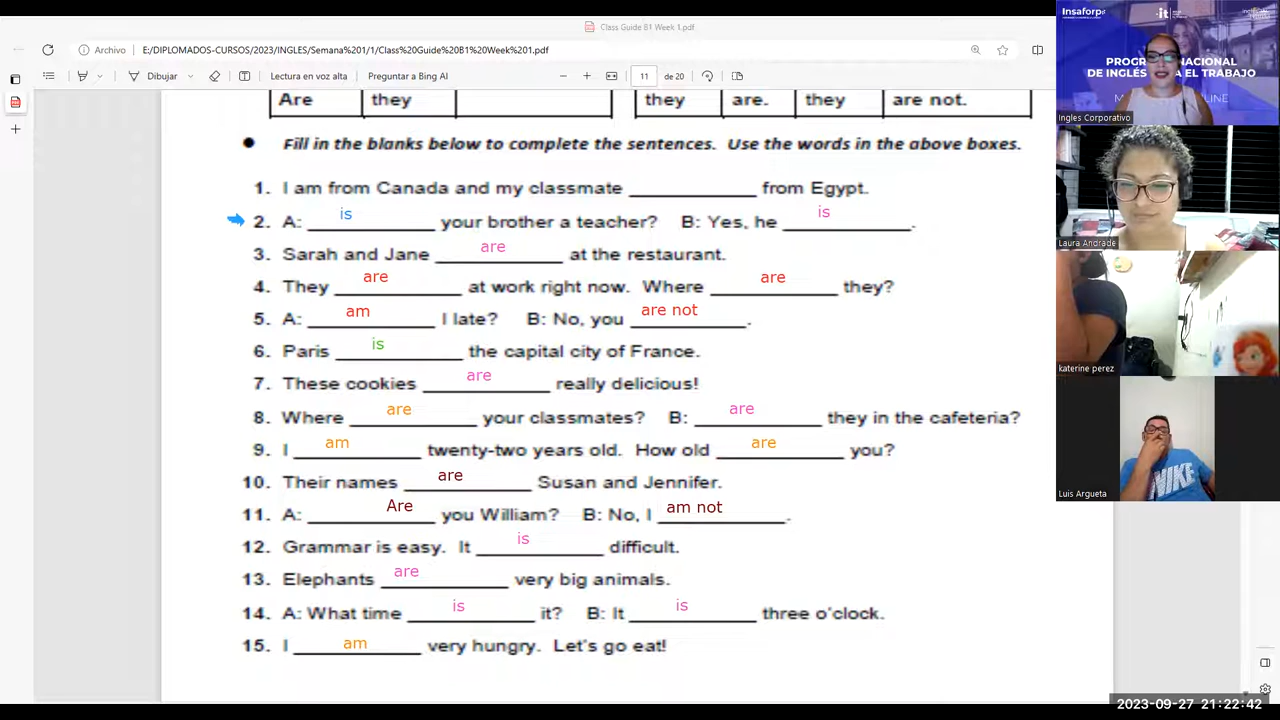 Class Guide B1 Week 1.pdf
Archivo E:/DIPLOMADOS-CURSOS/2023/INGLES/Semana%201/1/Class%20Guide%20B1%20Week%201.pdf
Dibujar Lectura en voz alta Preguntar a Bing AI 11 de 20
Are they they are. they are not.
● Fill in the blanks below to complete the sentences. Use the words in the above boxes.
1. I am from Canada and my classmate ____________ from Egypt.
2. A: is your brother a teacher? B: Yes, he is.
3. Sarah and Jane are at the restaurant.
4. They are at work right now. Where are they?
5. A: am I late? B: No, you are not.
6. Paris is the capital city of France.
7. These cookies are really delicious!
8. Where are your classmates? B: are they in the cafeteria?
9. I am twenty-two years old. How old are you?
10. Their names are Susan and Jennifer.
11. A: Are you William? B: No, I am not.
12. Grammar is easy. It is difficult.
13. Elephants are very big animals.
14. A: What time is it? B: It is three o'clock.
15. I am very hungry. Let's go eat!
Insaforp
·it
Ingles Corporativo
Laura Andrade
katerine perez
Luis Argueta
2023-09-27 21:22:42